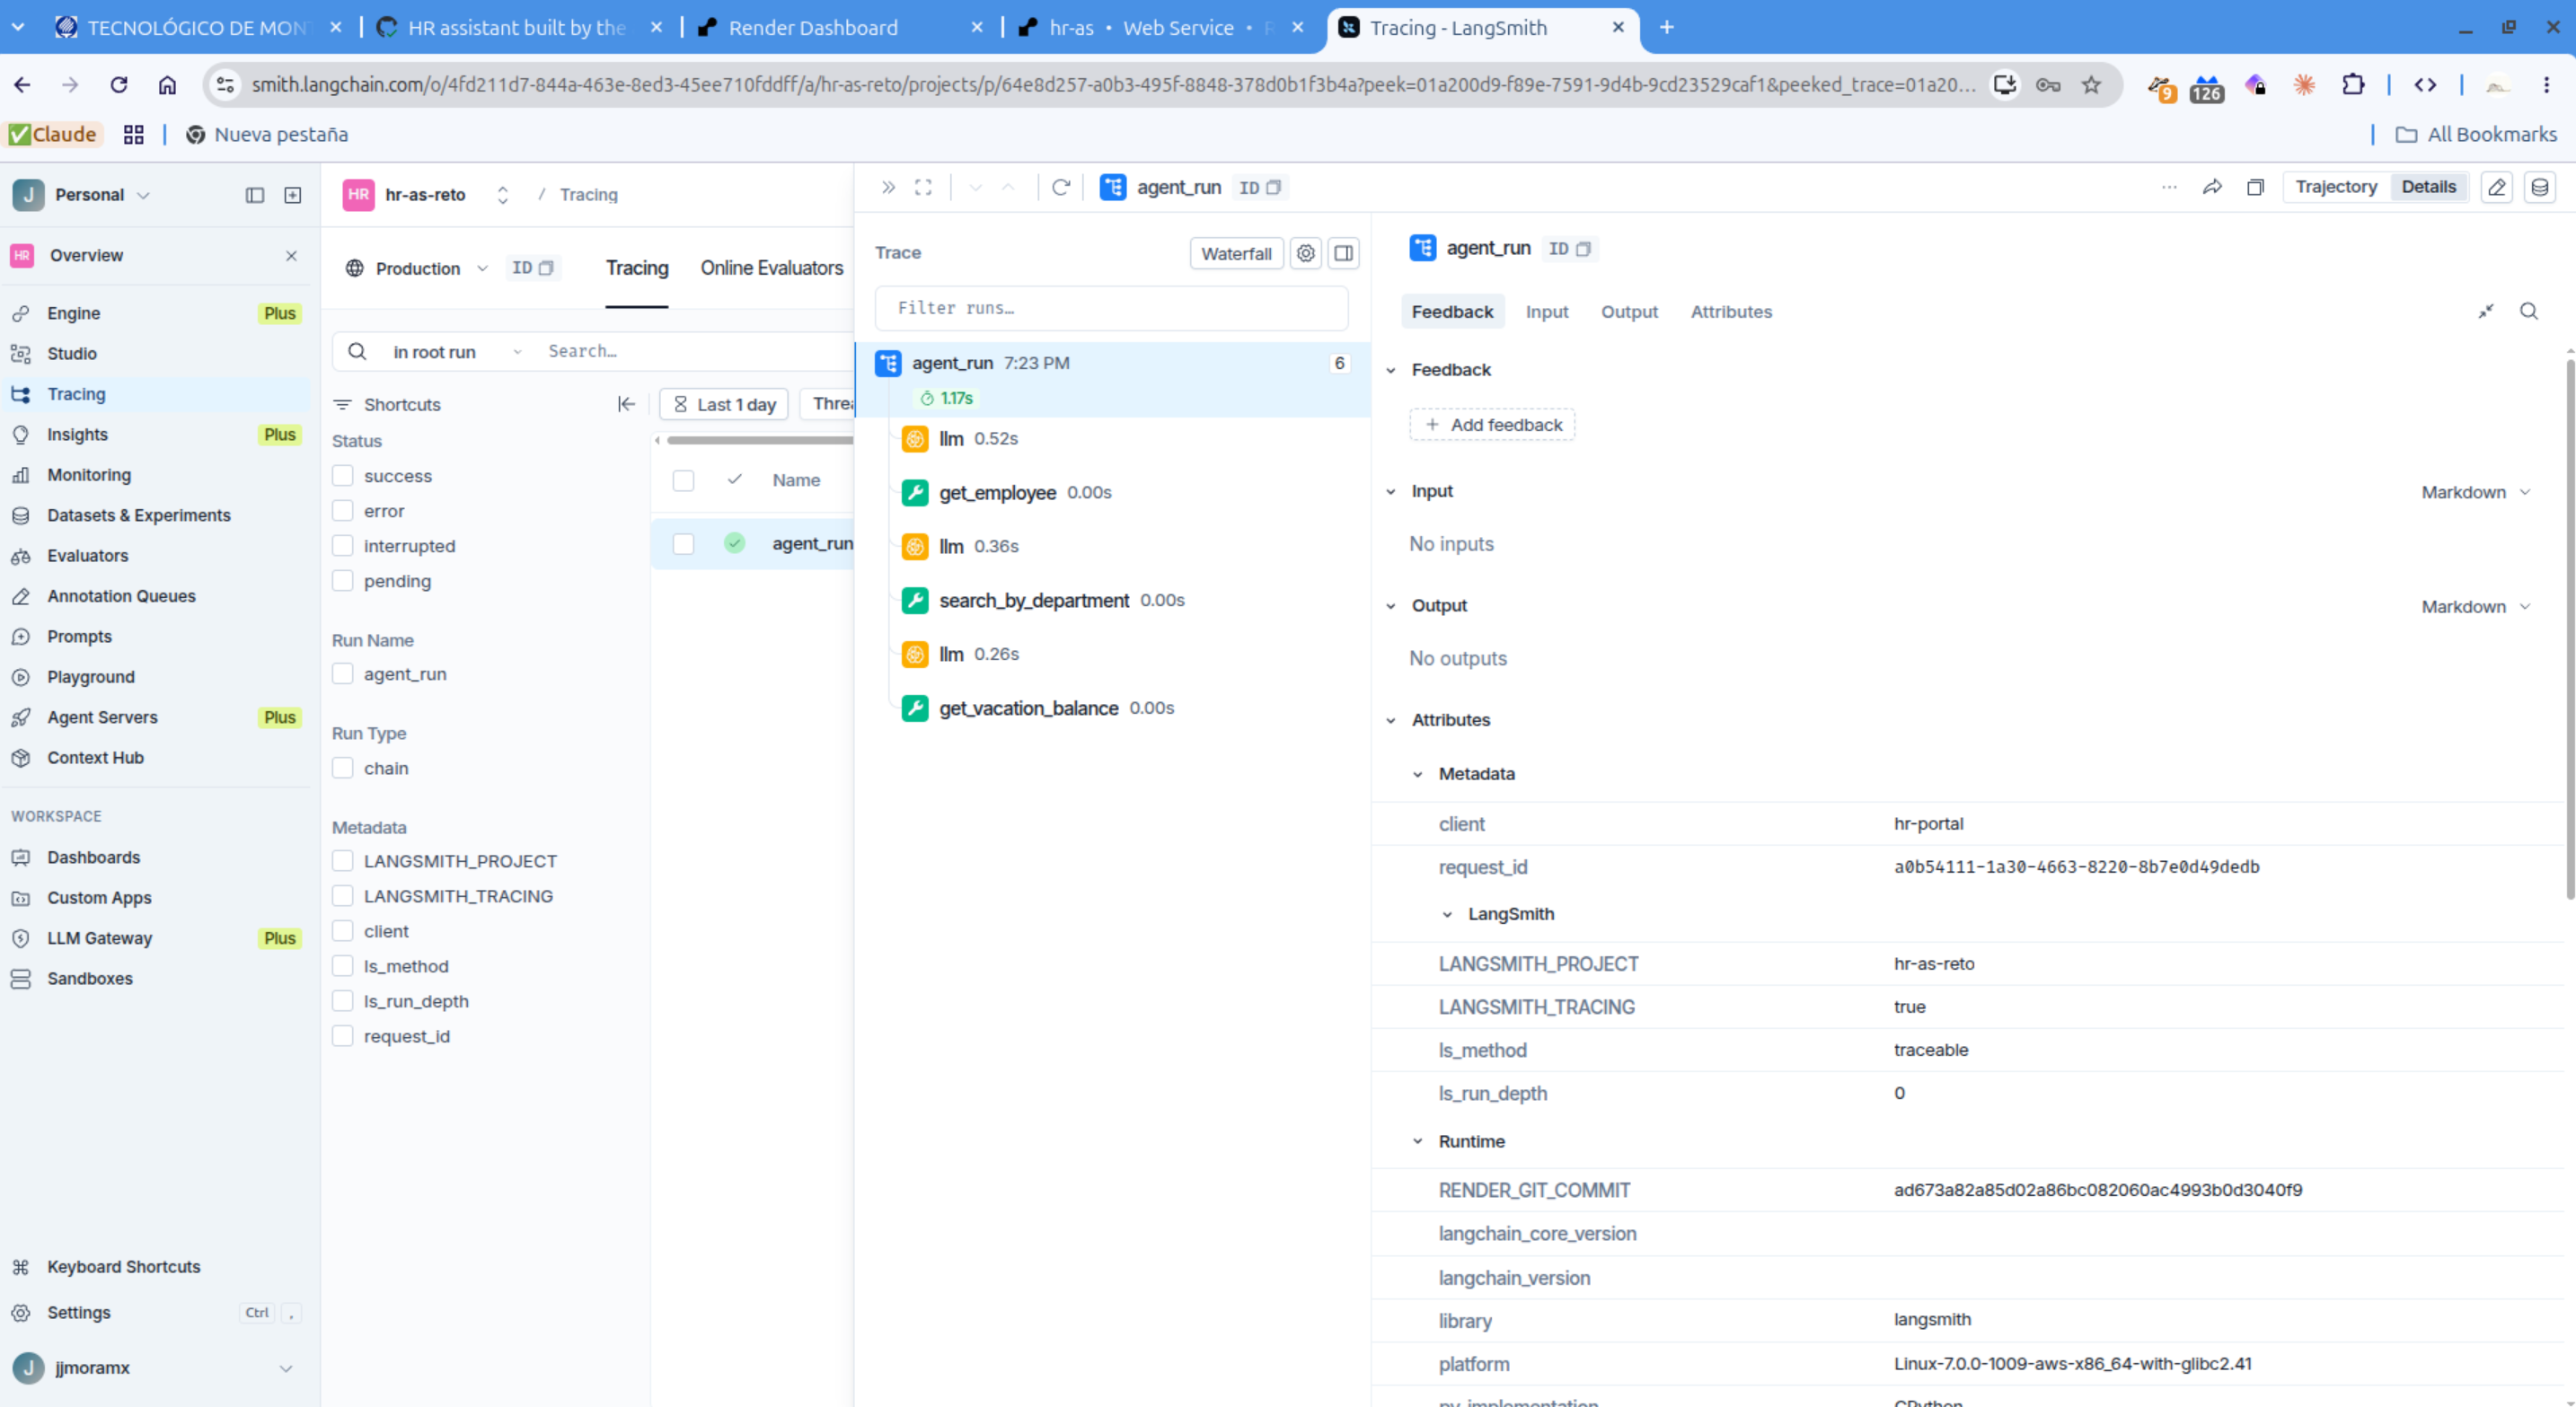 TECNOLÓGICO DE MON
HR assistant built by the
Render Dashboard
hr-as • Web Service •
Tracing - LangSmith
smith.langchain.com/o/4fd211d7-844a-463e-8ed3-45ee710fddff/a/hr-as-reto/projects/p/64e8d257-a0b3-495f-8848-378d0b1f3b4a?peek=01a200d9-f89e-7591-9d4b-9cd23529caf1&peeked_trace=01a20...
9
126
Claude
Nueva pestaña
All Bookmarks
J Personal
HR Overview
Engine Plus
Studio
Tracing
Insights Plus
Monitoring
Datasets & Experiments
Evaluators
Annotation Queues
Prompts
Playground
Agent Servers Plus
Context Hub
WORKSPACE
Dashboards
Custom Apps
LLM Gateway Plus
Sandboxes
Keyboard Shortcuts
Settings Ctrl ,
J jjmoramx
HR hr-as-reto / Tracing
Production ID Tracing Online Evaluators
in root run Search...
Shortcuts
Last 1 day
Status
success
error
interrupted
pending
Run Name
agent_run
Run Type
chain
Metadata
LANGSMITH_PROJECT
LANGSMITH_TRACING
client
ls_method
ls_run_depth
request_id
Name
agent_run
agent_run ID
Trajectory Details
Trace Waterfall
Filter runs...
agent_run 7:23 PM 6
1.17s
llm 0.52s
get_employee 0.00s
llm 0.36s
search_by_department 0.00s
llm 0.26s
get_vacation_balance 0.00s
agent_run ID
Feedback Input Output Attributes
Feedback
+ Add feedback
Input Markdown
No inputs
Output Markdown
No outputs
Attributes
Metadata
client hr-portal
request_id a0b54111-1a30-4663-8220-8b7e0d49dedb
LangSmith
LANGSMITH_PROJECT hr-as-reto
LANGSMITH_TRACING true
ls_method traceable
ls_run_depth 0
Runtime
RENDER_GIT_COMMIT ad673a82a85d02a86bc082060ac4993b0d3040f9
langchain_core_version
langchain_version
library langsmith
platform Linux-7.0.0-1009-aws-x86_64-with-glibc2.41
py_implementation CPython